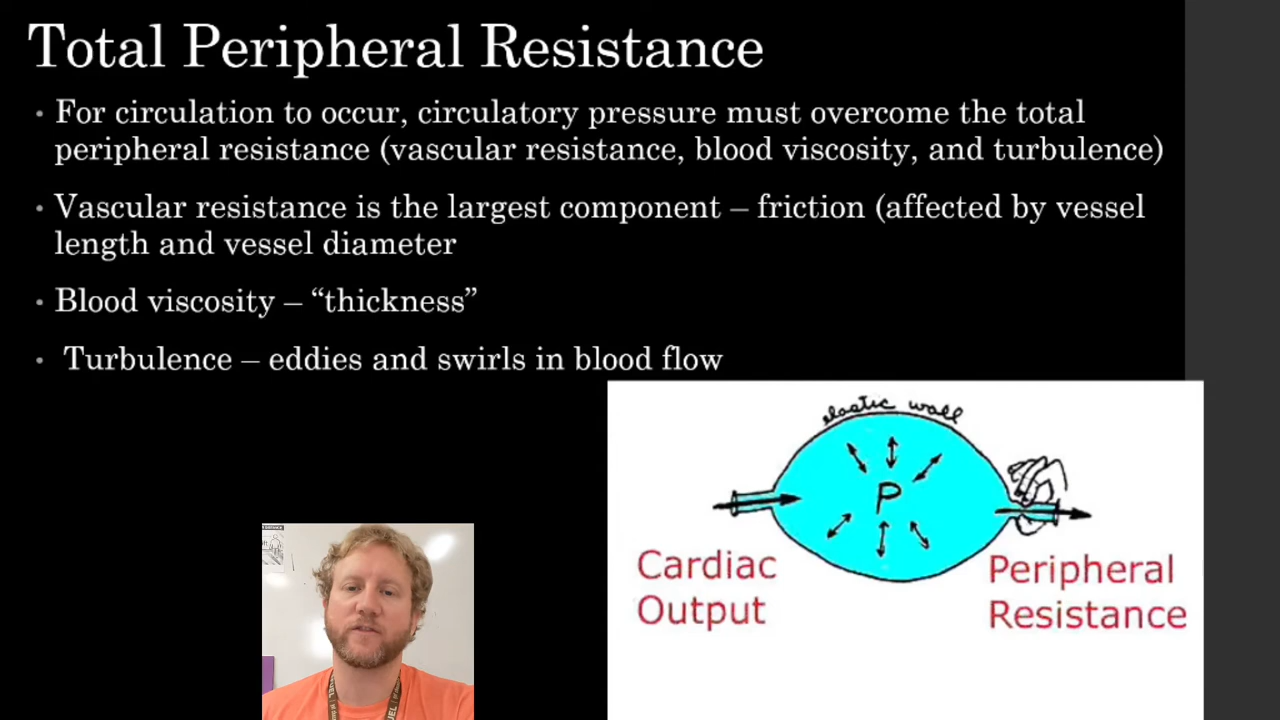 Total Peripheral Resistance
• For circulation to occur, circulatory pressure must overcome the total
peripheral resistance (vascular resistance, blood viscosity, and turbulence)
• Vascular resistance is the largest component – friction (affected by vessel
length and vessel diameter
• Blood viscosity – “thickness”
• Turbulence – eddies and swirls in blood flow
elastic wall
P
Cardiac
Output
Peripheral
Resistance